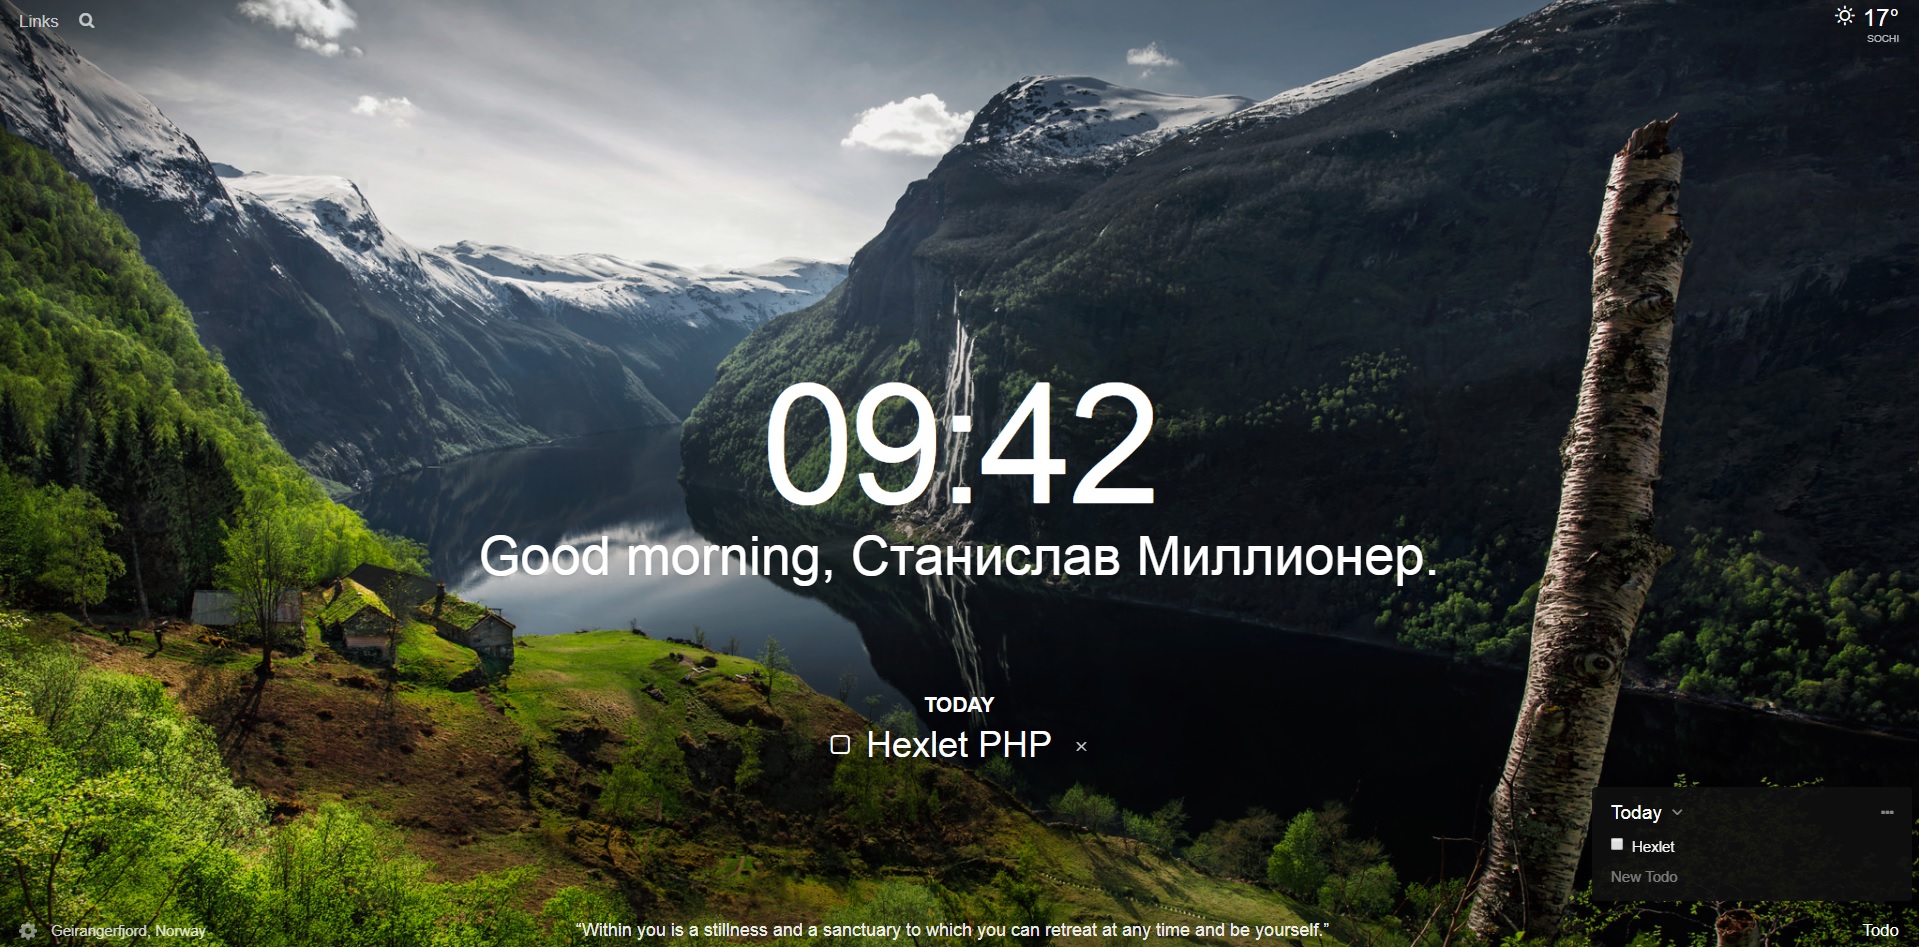 Links
17°
SOCHI
09:42
Good morning, Станислав Миллионер.
TODAY
Hexlet PHP
Today
Hexlet
New Todo
Geirangerfjord, Norway
“Within you is a stillness and a sanctuary to which you can retreat at any time and be yourself.”
Todo